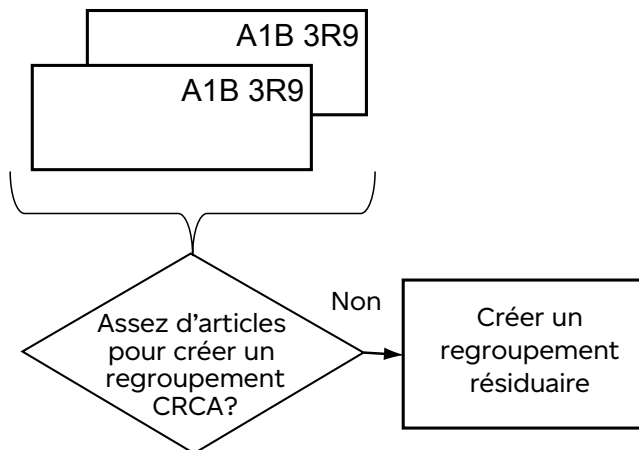 A1B 3R9
A1B 3R9
Assez d'articles
pour créer un
regroupement
CRCA?
Non
Créer un
regroupement
résiduaire